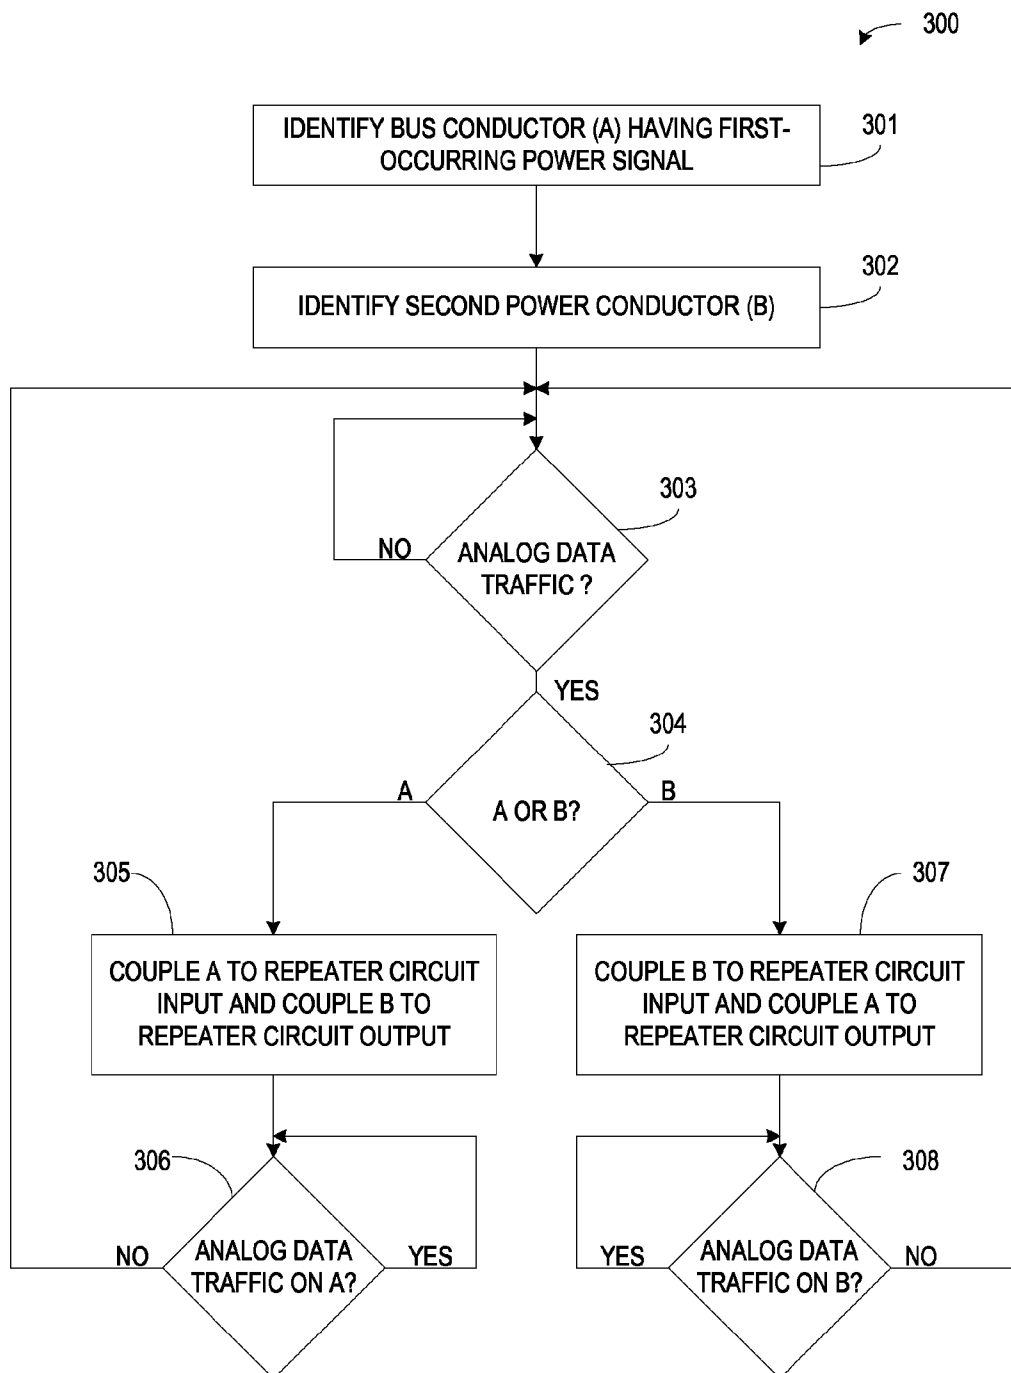 300
IDENTIFY BUS CONDUCTOR (A) HAVING FIRST-
OCCURRING POWER SIGNAL
301
IDENTIFY SECOND POWER CONDUCTOR (B)
302
303
NO
ANALOG DATA
TRAFFIC ?
YES
304
A
A OR B?
B
305
307
COUPLE A TO REPEATER CIRCUIT
INPUT AND COUPLE B TO
REPEATER CIRCUIT OUTPUT
COUPLE B TO REPEATER CIRCUIT
INPUT AND COUPLE A TO
REPEATER CIRCUIT OUTPUT
306
308
NO
ANALOG DATA
TRAFFIC ON A?
YES
YES
ANALOG DATA
TRAFFIC ON B?
NO